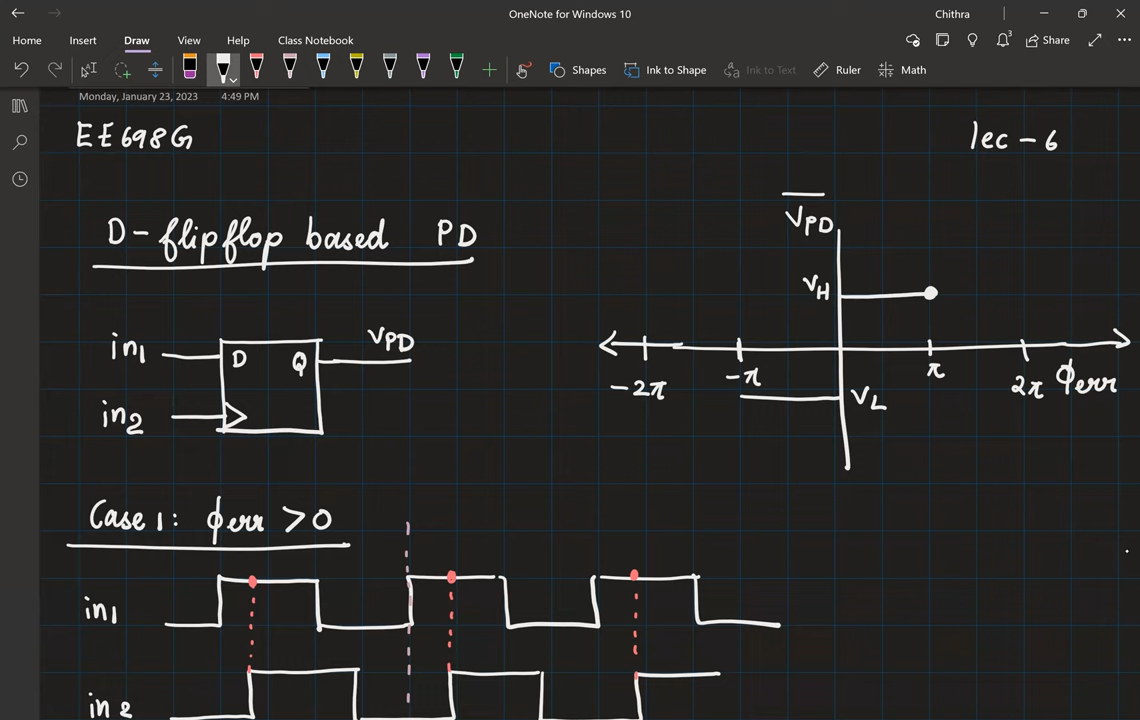 OneNote for Windows 10
Chithra
Home Insert Draw View Help Class Notebook
3 Share
Shapes Ink to Shape Ink to Text Ruler Math
Monday, January 23, 2023 4:49 PM
EE698G
lec - 6
D-flipflop based PD
VPD
VH
in1 D Q VPD
in2
-2π -π π 2π ϕerr
VL
Case 1: ϕerr > 0
in1
in2